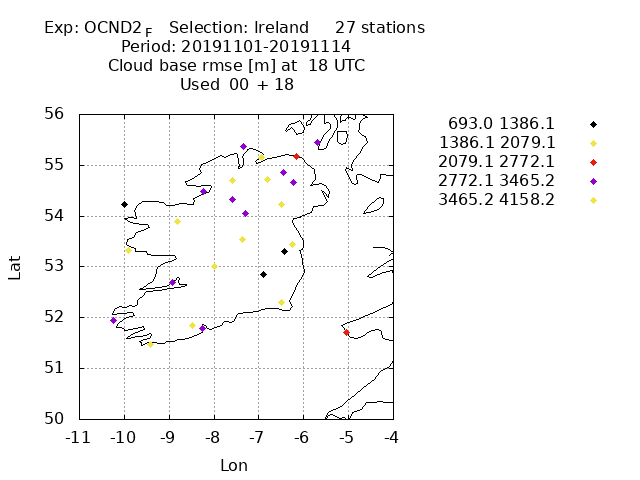 Exp: OCND2_F Selection: Ireland 27 stations
Period: 20191101-20191114
Cloud base rmse [m] at 18 UTC
Used 00 + 18
693.0 1386.1
1386.1 2079.1
2079.1 2772.1
2772.1 3465.2
3465.2 4158.2
56
55
54
53
52
51
50
Lat
-11 -10 -9 -8 -7 -6 -5 -4
Lon